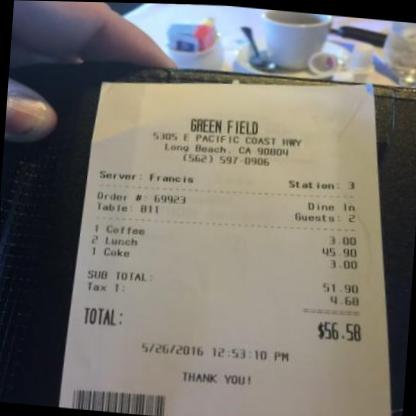 GREEN FIELD
5305 E PACIFIC COAST HWY
Long Beach, CA 90804
(562) 597-0906
Server: Francis Station: 3
Order #: 69923 Dine In
Table: B11 Guests: 2
1 Coffee 3.00
2 Lunch 45.90
1 Coke 3.00
SUB TOTAL: 51.90
Tax 1: 4.68
TOTAL: $56.58
5/26/2016 12:53:10 PM
THANK YOU!